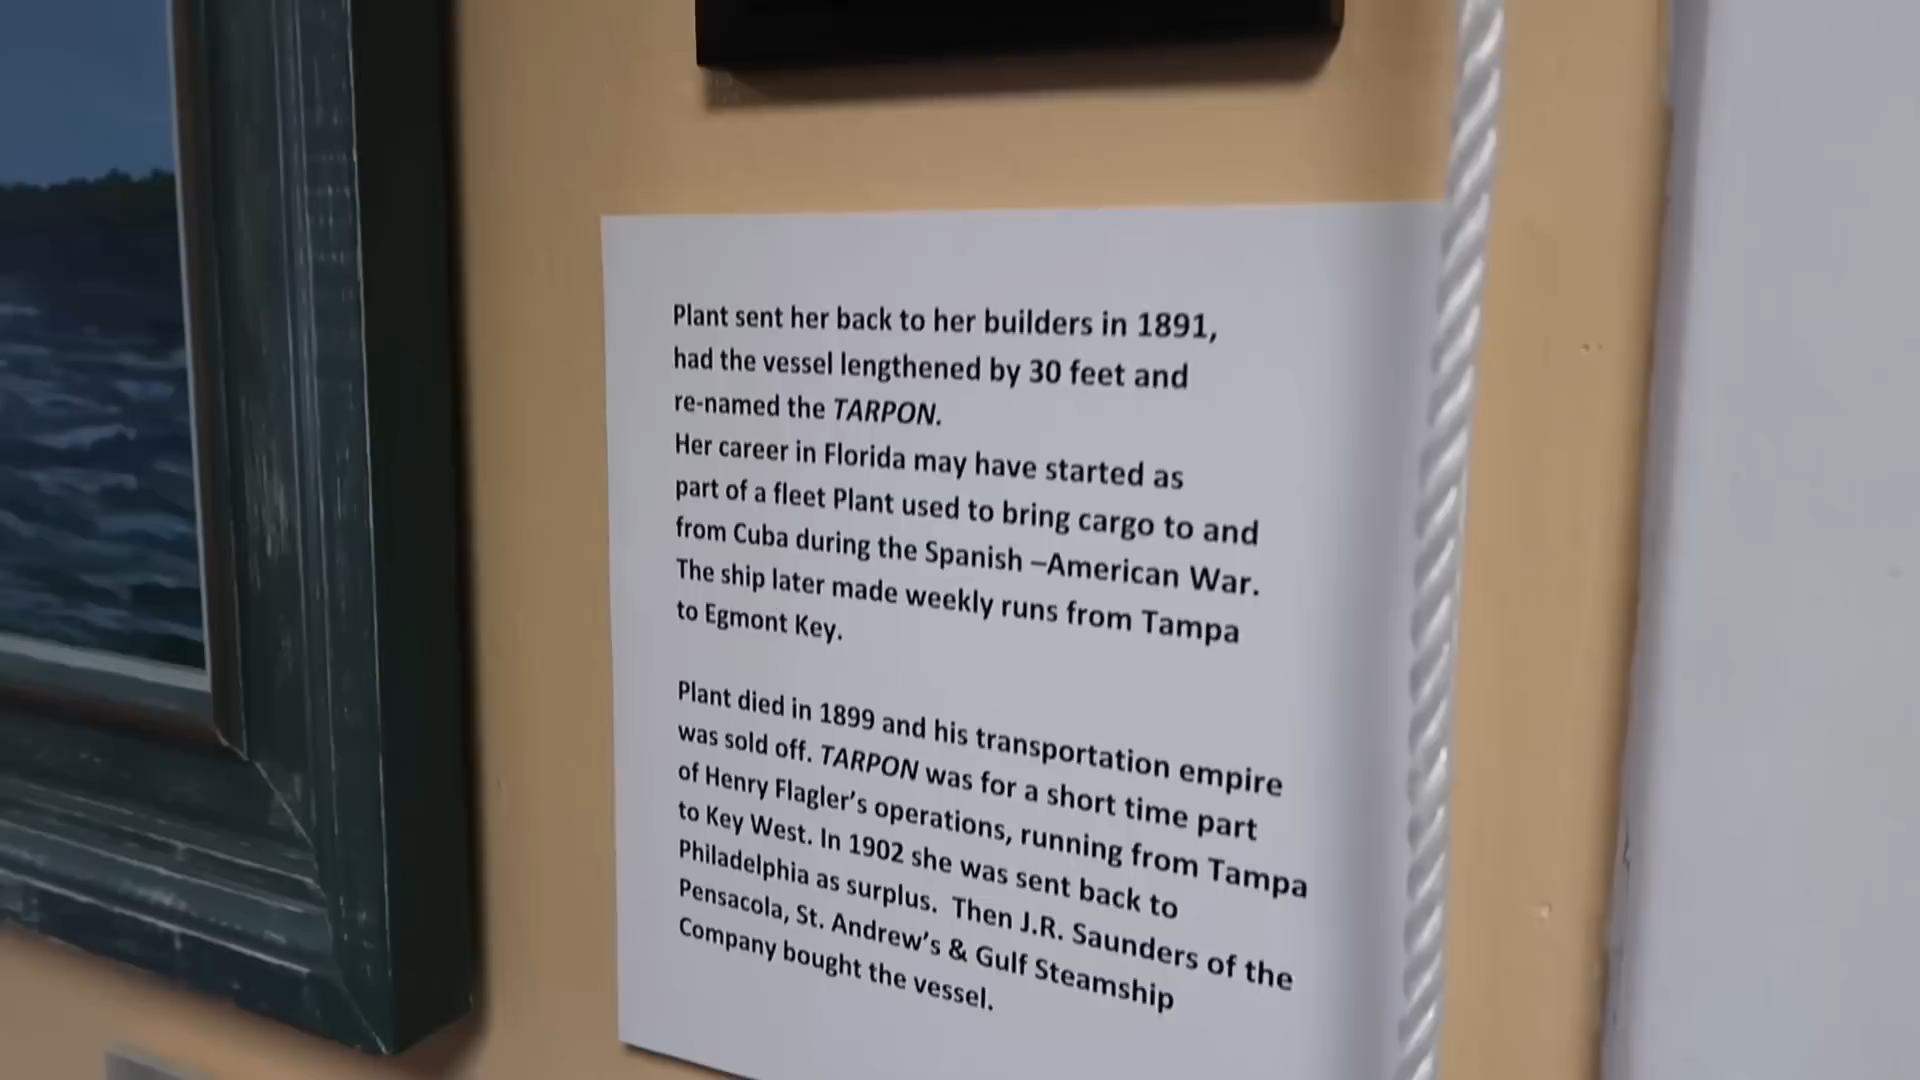 Plant sent her back to her builders in 1891,
had the vessel lengthened by 30 feet and
re-named the TARPON.
Her career in Florida may have started as
part of a fleet Plant used to bring cargo to and
from Cuba during the Spanish –American War.
The ship later made weekly runs from Tampa
to Egmont Key.
Plant died in 1899 and his transportation empire
was sold off. TARPON was for a short time part
of Henry Flagler's operations, running from Tampa
to Key West. In 1902 she was sent back to
Philadelphia as surplus. Then J.R. Saunders of the
Pensacola, St. Andrew's & Gulf Steamship
Company bought the vessel.